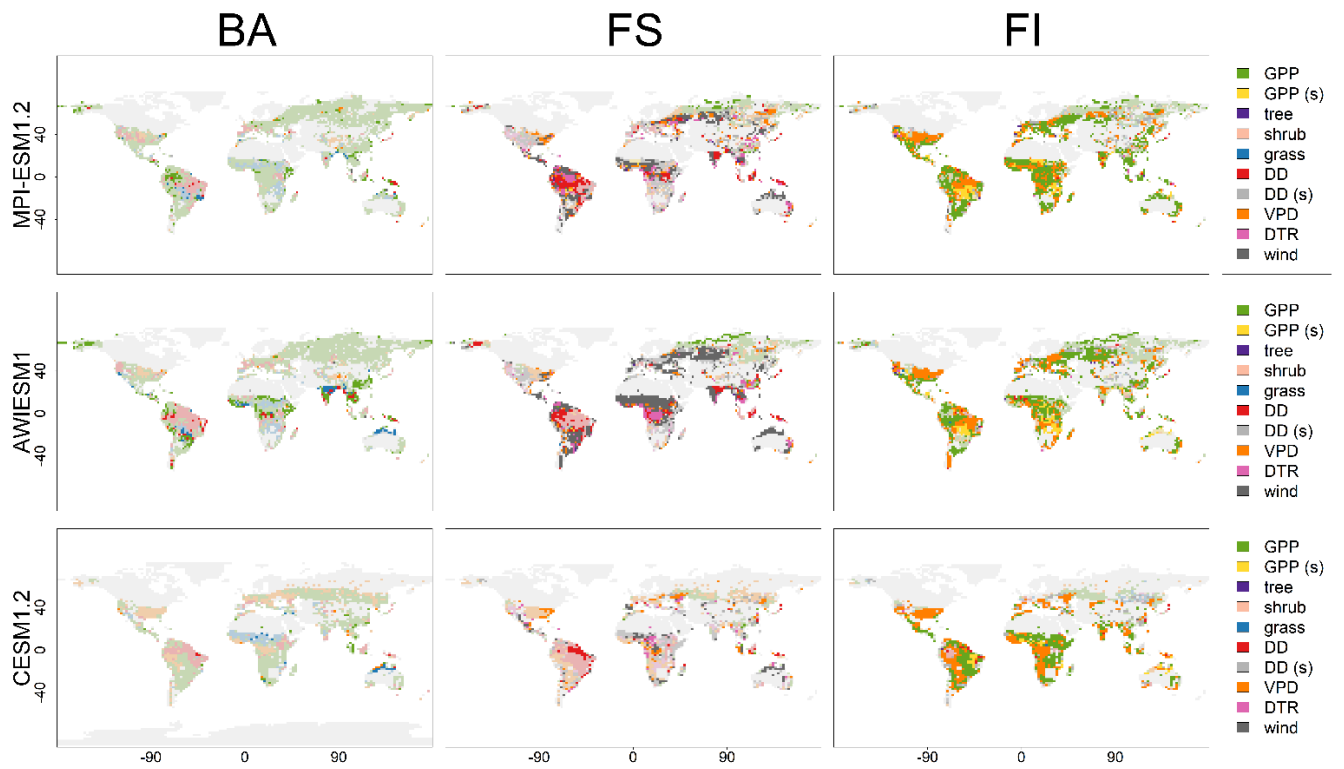 BA FS FI
MPI-ESM1.2
40
0
-40
GPP
GPP (s)
tree
shrub
grass
DD
DD (s)
VPD
DTR
wind
AWIESM1
40
0
-40
GPP
GPP (s)
tree
shrub
grass
DD
DD (s)
VPD
DTR
wind
CESM1.2
40
0
-40
GPP
GPP (s)
tree
shrub
grass
DD
DD (s)
VPD
DTR
wind
-90 0 90 -90 0 90 -90 0 90